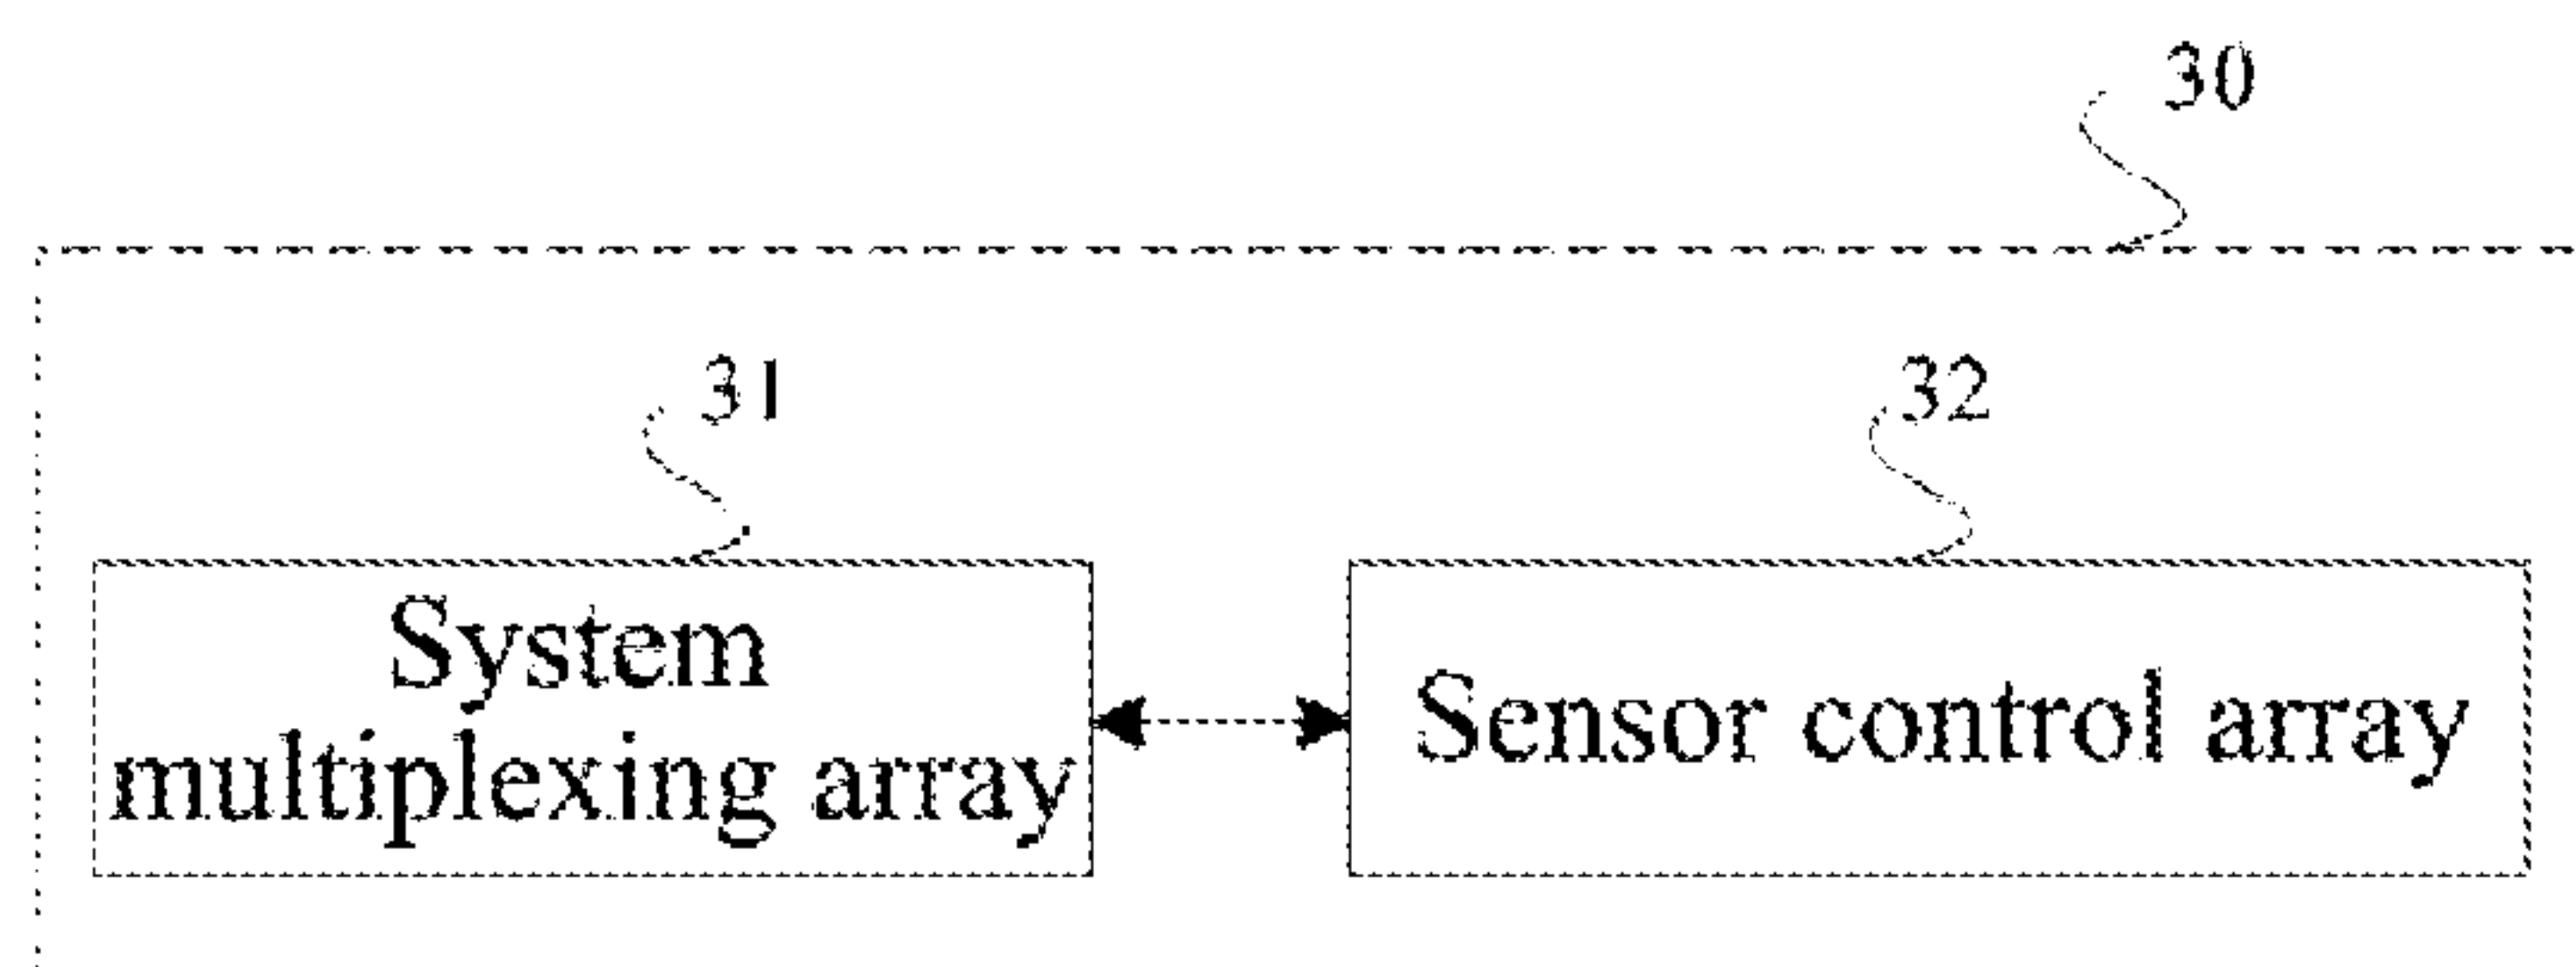 30
31
32
System
multiplexing array
Sensor control array